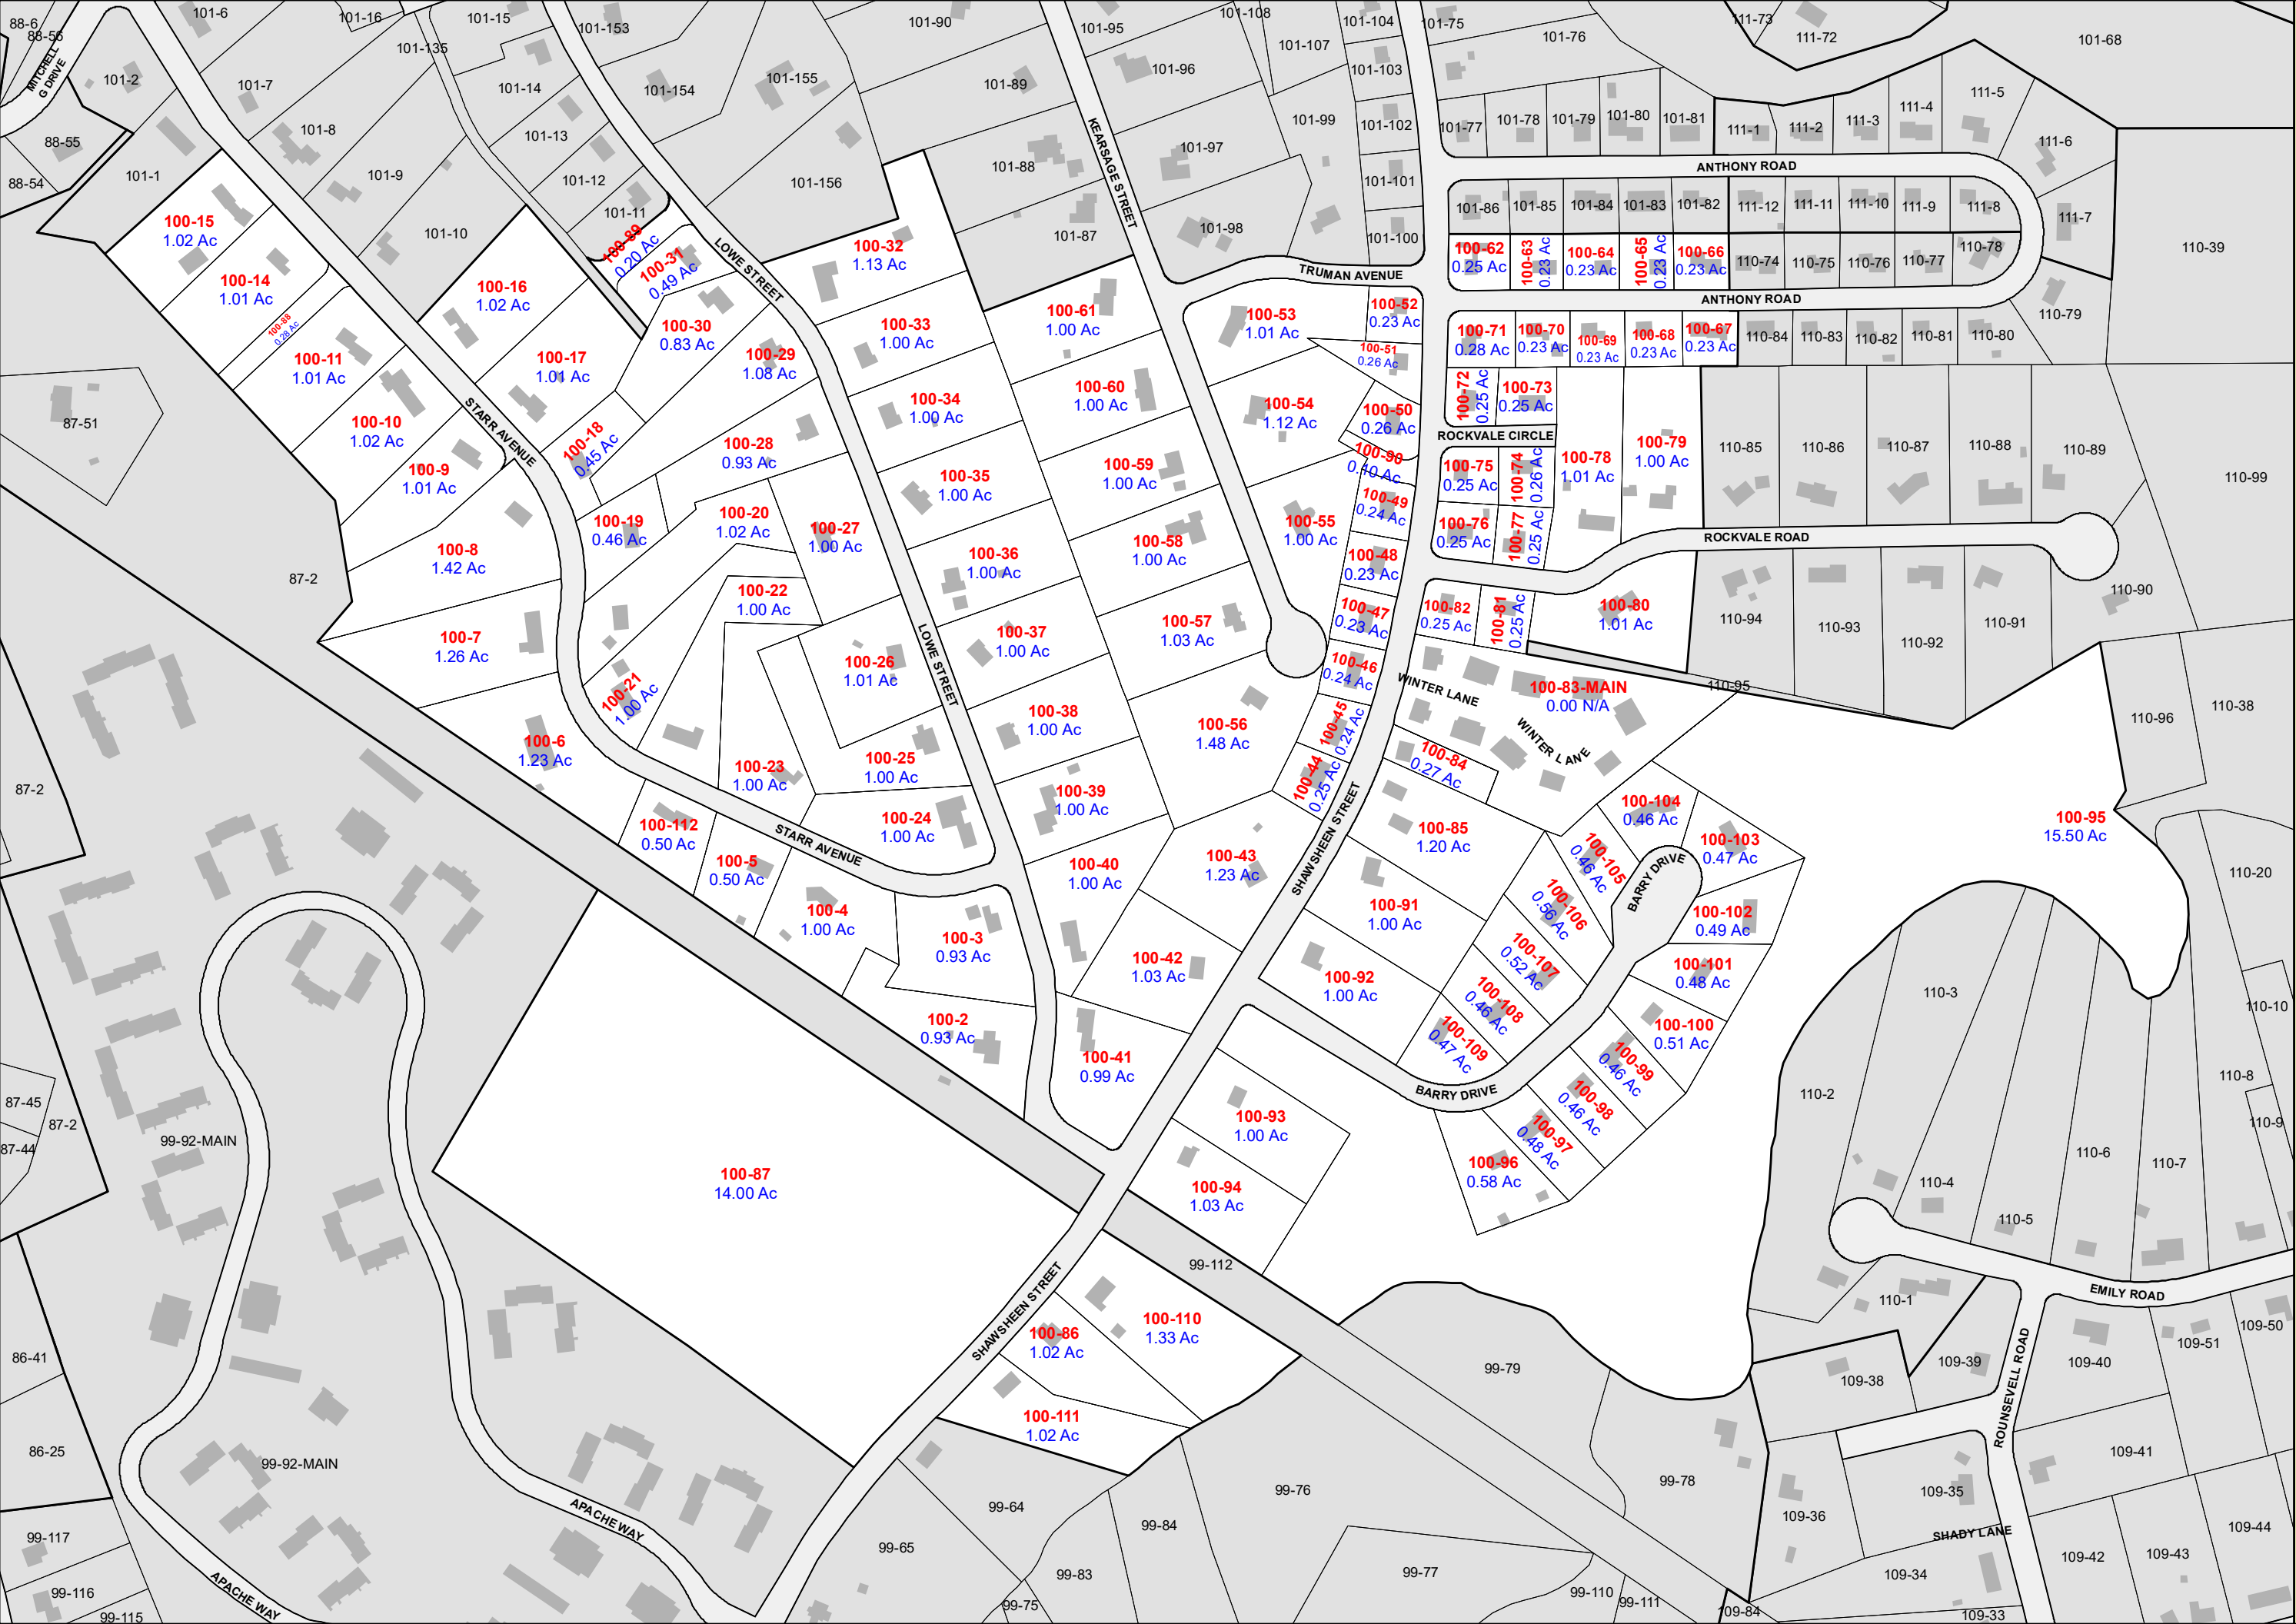 88-6
88-56
MITCHELL
G DRIVE
101-6
101-16
101-15
101-135
101-153
101-90
101-95
101-108
101-104
101-75
111-73
111-72
101-68
101-107
101-76
101-2
101-7
101-14
101-154
101-155
101-89
101-96
101-103
88-55
101-8
101-13
KEARSAGE STREET
101-99
101-102
101-77
101-78
101-79
101-80
101-81
111-1
111-2
111-3
111-4
111-5
111-6
88-54
101-1
101-9
101-12
101-156
101-88
101-97
ANTHONY ROAD
101-101
101-11
101-10
101-87
101-98
101-100
101-86
101-85
101-84
101-83
101-82
111-12
111-11
111-10
111-9
111-8
111-7
110-39
100-15
1.02 Ac
100-89
0.20 Ac
100-31
0.49 Ac
LOWE STREET
100-32
1.13 Ac
TRUMAN AVENUE
100-62
0.25 Ac
100-63
0.23 Ac
100-64
0.23 Ac
100-65
0.23 Ac
100-66
0.23 Ac
110-74
110-75
110-76
110-77
110-78
ANTHONY ROAD
110-79
100-14
1.01 Ac
100-88
0.28 Ac
100-16
1.02 Ac
100-30
0.83 Ac
100-33
1.00 Ac
100-61
1.00 Ac
100-53
1.01 Ac
100-52
0.23 Ac
100-51
0.26 Ac
100-71
0.28 Ac
100-70
0.23 Ac
100-69
0.23 Ac
100-68
0.23 Ac
100-67
0.23 Ac
110-84
110-83
110-82
110-81
110-80
100-11
1.01 Ac
100-17
1.01 Ac
100-29
1.08 Ac
100-34
1.00 Ac
100-60
1.00 Ac
100-54
1.12 Ac
100-50
0.26 Ac
100-72
0.25 Ac
100-73
0.25 Ac
ROCKVALE CIRCLE
87-51
100-10
1.02 Ac
STARR AVENUE
100-18
0.45 Ac
100-28
0.93 Ac
100-90
0.10 Ac
100-75
0.25 Ac
100-74
0.26 Ac
100-78
1.01 Ac
100-79
1.00 Ac
110-85
110-86
110-87
110-88
110-89
110-99
100-9
1.01 Ac
100-35
1.00 Ac
100-59
1.00 Ac
100-49
0.24 Ac
100-19
0.46 Ac
100-20
1.02 Ac
100-27
1.00 Ac
100-58
1.00 Ac
100-55
1.00 Ac
100-76
0.25 Ac
100-77
0.25 Ac
ROCKVALE ROAD
87-2
100-8
1.42 Ac
100-36
1.00 Ac
100-48
0.23 Ac
100-22
1.00 Ac
100-47
0.23 Ac
100-82
0.25 Ac
100-81
0.25 Ac
100-80
1.01 Ac
110-94
110-93
110-92
110-91
110-90
100-7
1.26 Ac
100-26
1.01 Ac
LOWE STREET
100-37
1.00 Ac
100-57
1.03 Ac
100-46
0.24 Ac
WINTER LANE
100-83-MAIN
0.00 N/A
110-95
110-96
110-38
100-21
1.00 Ac
100-38
1.00 Ac
100-56
1.48 Ac
100-45
0.24 Ac
WINTER LANE
100-6
1.23 Ac
100-23
1.00 Ac
100-25
1.00 Ac
100-84
0.27 Ac
87-2
100-39
1.00 Ac
100-44
0.25 Ac
100-104
0.46 Ac
100-95
15.50 Ac
100-112
0.50 Ac
STARR AVENUE
100-24
1.00 Ac
SHAWSHEEN STREET
100-85
1.20 Ac
100-103
0.47 Ac
100-5
0.50 Ac
100-40
1.00 Ac
100-43
1.23 Ac
100-105
0.46 Ac
BARRY DRIVE
110-20
100-4
1.00 Ac
100-91
1.00 Ac
100-106
0.56 Ac
100-102
0.49 Ac
100-3
0.93 Ac
100-42
1.03 Ac
100-92
1.00 Ac
100-107
0.52 Ac
100-101
0.48 Ac
110-3
110-10
100-2
0.93 Ac
100-108
0.46 Ac
100-100
0.51 Ac
100-41
0.99 Ac
100-109
0.47 Ac
100-99
0.46 Ac
110-8
110-2
BARRY DRIVE
100-98
0.46 Ac
87-45
87-2
87-44
99-92-MAIN
100-93
1.00 Ac
100-97
0.48 Ac
110-9
110-6
110-7
100-87
14.00 Ac
100-94
1.03 Ac
100-96
0.58 Ac
110-4
110-5
99-112
EMILY ROAD
SHAWSHEEN STREET
100-110
1.33 Ac
110-1
100-86
1.02 Ac
109-50
109-51
86-41
99-79
109-39
109-40
109-38
ROUNSEVELL ROAD
100-111
1.02 Ac
86-25
99-92-MAIN
109-41
99-78
99-76
109-35
99-64
APACHE WAY
99-84
109-36
SHADY LANE
109-44
99-117
99-65
109-42
109-43
99-83
99-77
109-34
99-116
APACHE WAY
99-110
99-111
99-115
99-75
109-84
109-33